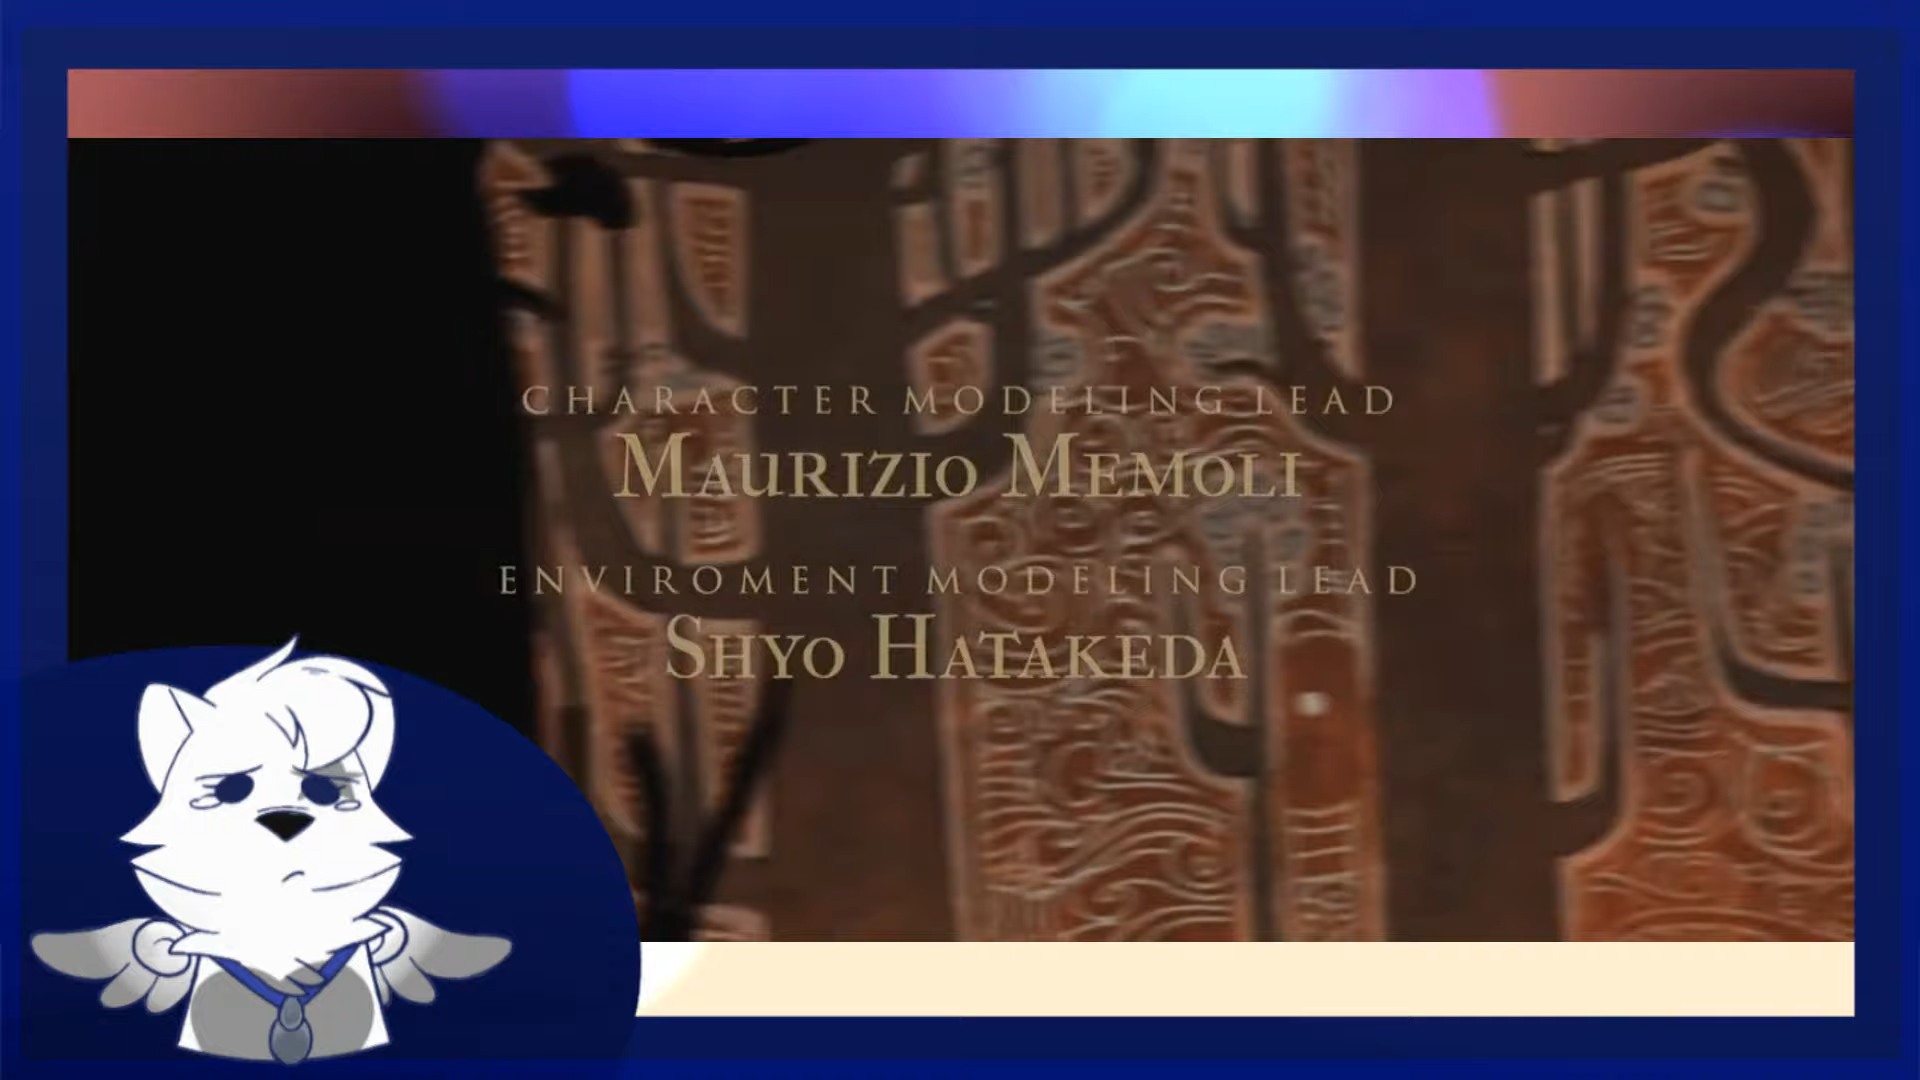 CHARACTER MODELING LEAD
MAURIZIO MEMOLI
ENVIROMENT MODELING LEAD
SHYO HATAKEDA